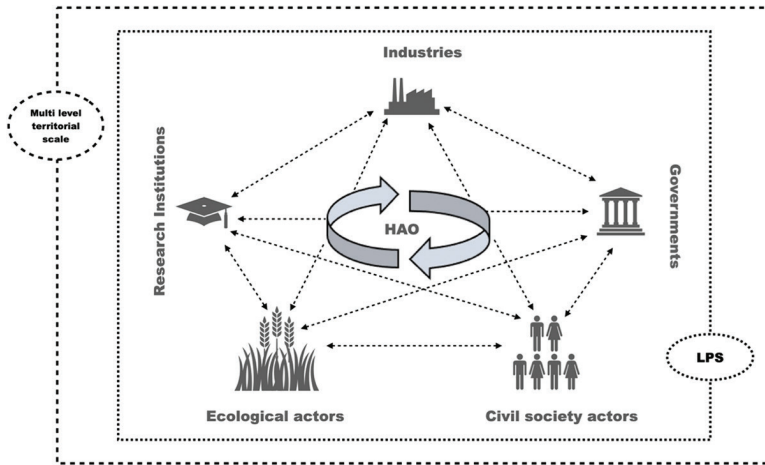 Industries
Multi level
territorial
scale
Research Institutions
Governments
HAO
LPS
Ecological actors
Civil society actors